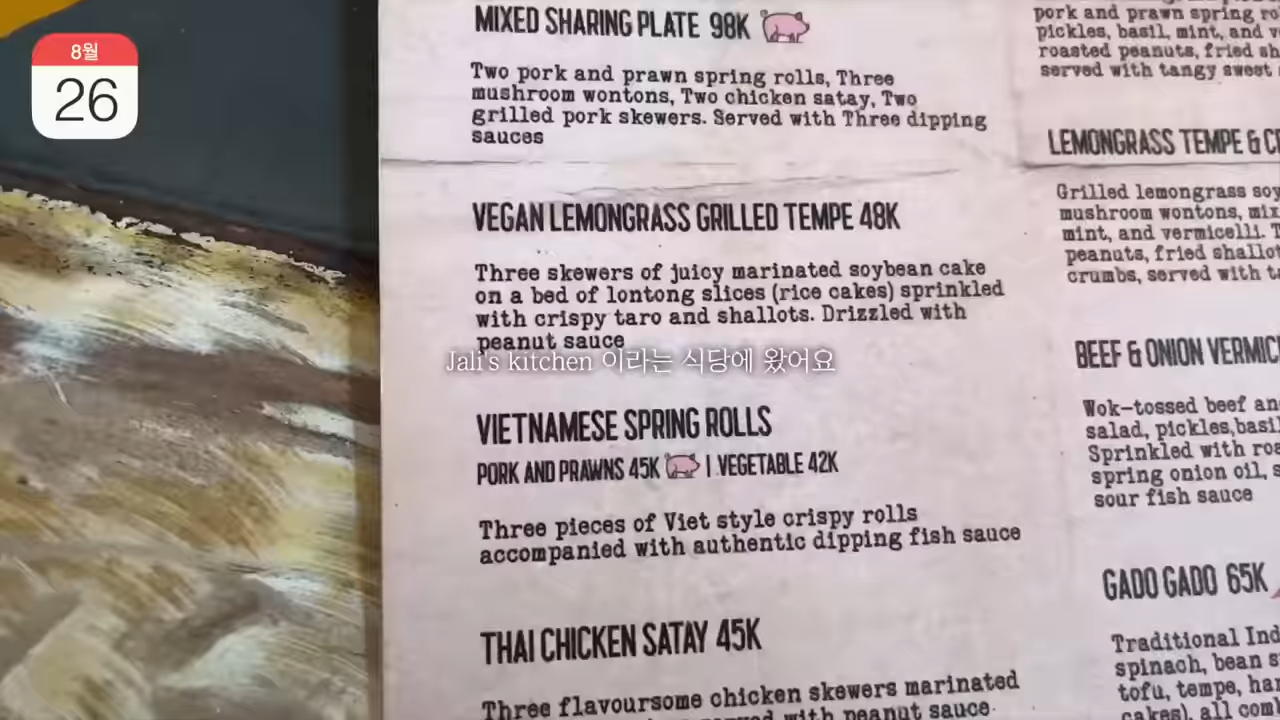 8월
26
MIXED SHARING PLATE 98K
Two pork and prawn spring rolls, Three
mushroom wontons, Two chicken satay, Two
grilled pork skewers. Served with Three dipping
sauces
VEGAN LEMONGRASS GRILLED TEMPE 48K
Three skewers of juicy marinated soybean cake
on a bed of lontong slices (rice cakes) sprinkled
with crispy taro and shallots. Drizzled with
peanut sauce
Jali's kitchen 이라는 식당에 왔어요
VIETNAMESE SPRING ROLLS
PORK AND PRAWNS 45K | VEGETABLE 42K
Three pieces of Viet style crispy rolls
accompanied with authentic dipping fish sauce
THAI CHICKEN SATAY 45K
Three flavoursome chicken skewers marinated
served with peanut sauce.
pork and prawn spring
pickles, basil, mint, and
roasted peanuts, fried
served with tangy sweet
LEMONGRASS TEMPE &
Grilled lemongrass
mushroom wontons,
mint, and vermicelli.
peanuts, fried
crumbs, served with
BEEF & ONION
Wok-tossed beef
salad, pickles,
Sprinkled with
spring onion oil,
sour fish sauce
GADO GADO 65K
Traditional
spinach, bean
tofu, tempe,
cakes), all